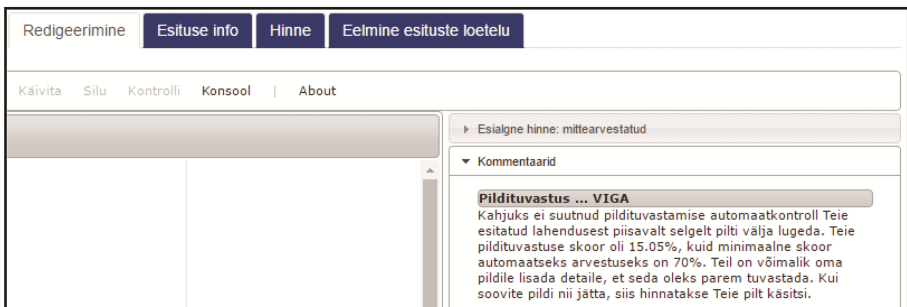 Redigeerimine Esituse info Hinne Eelmine esituste loetelu
Käivita Silu Kontrolli Konsool | About
Esialgne hinne: mittearvestatud
Kommentaarid
Pildituvastus ... VIGA
Kahjuks ei suutnud pildituvastamise automaatkontroll Teie
esitatud lahendusest piisavalt selgelt pilti välja lugeda. Teie
pildituvastuse skoor oli 15.05%, kuid minimaalne skoor
automaatseks arvestuseks on 70%. Teil on võimalik oma
pildile lisada detaile, et seda oleks parem tuvastada. Kui
soovite pildi nii jätta, siis hinnatakse Teie pilt käsitsi.